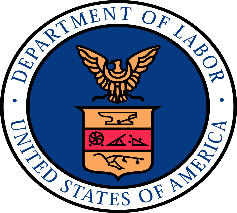 DEPARTMENT OF LABOR
UNITED STATES OF AMERICA